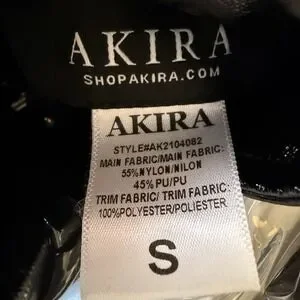 AKIRA
SHOPAKIRA.COM
AKIRA
STYLE#AK2104082
MAIN FABRIC/MAIN FABRIC:
55%NYLON/NILON
45%PU/PU
TRIM FABRIC/ TRIM FABRIC:
100%POLYESTER/POLIESTER
S